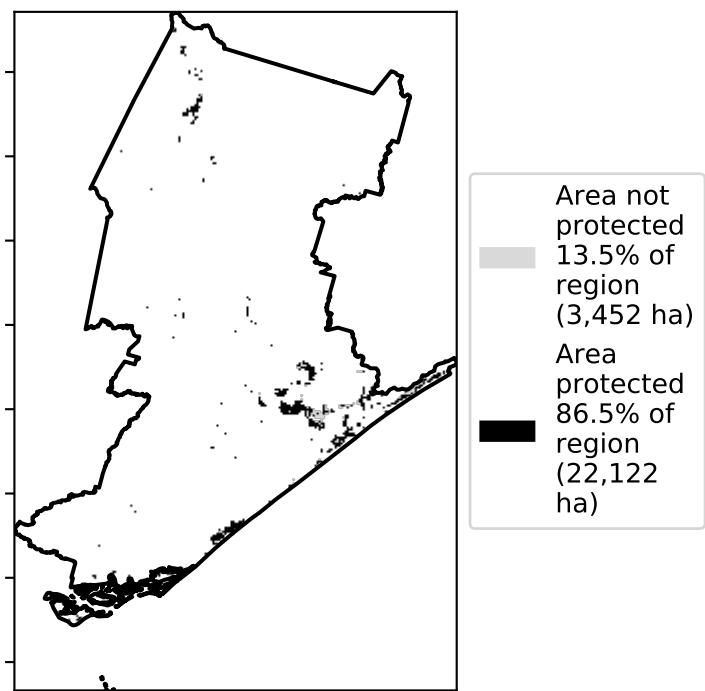 Area not
protected
13.5% of
region
(3,452 ha)
Area
protected
86.5% of
region
(22,122
ha)